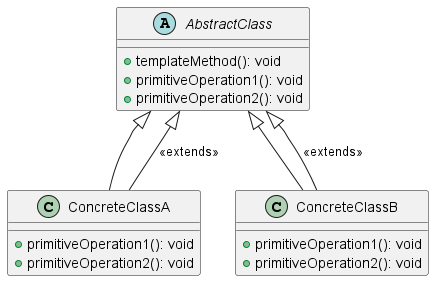 A AbstractClass
templateMethod(): void
primitiveOperation1(): void
primitiveOperation2(): void
«extends»
«extends»
C ConcreteClassA
C ConcreteClassB
primitiveOperation1(): void
primitiveOperation2(): void
primitiveOperation1(): void
primitiveOperation2(): void